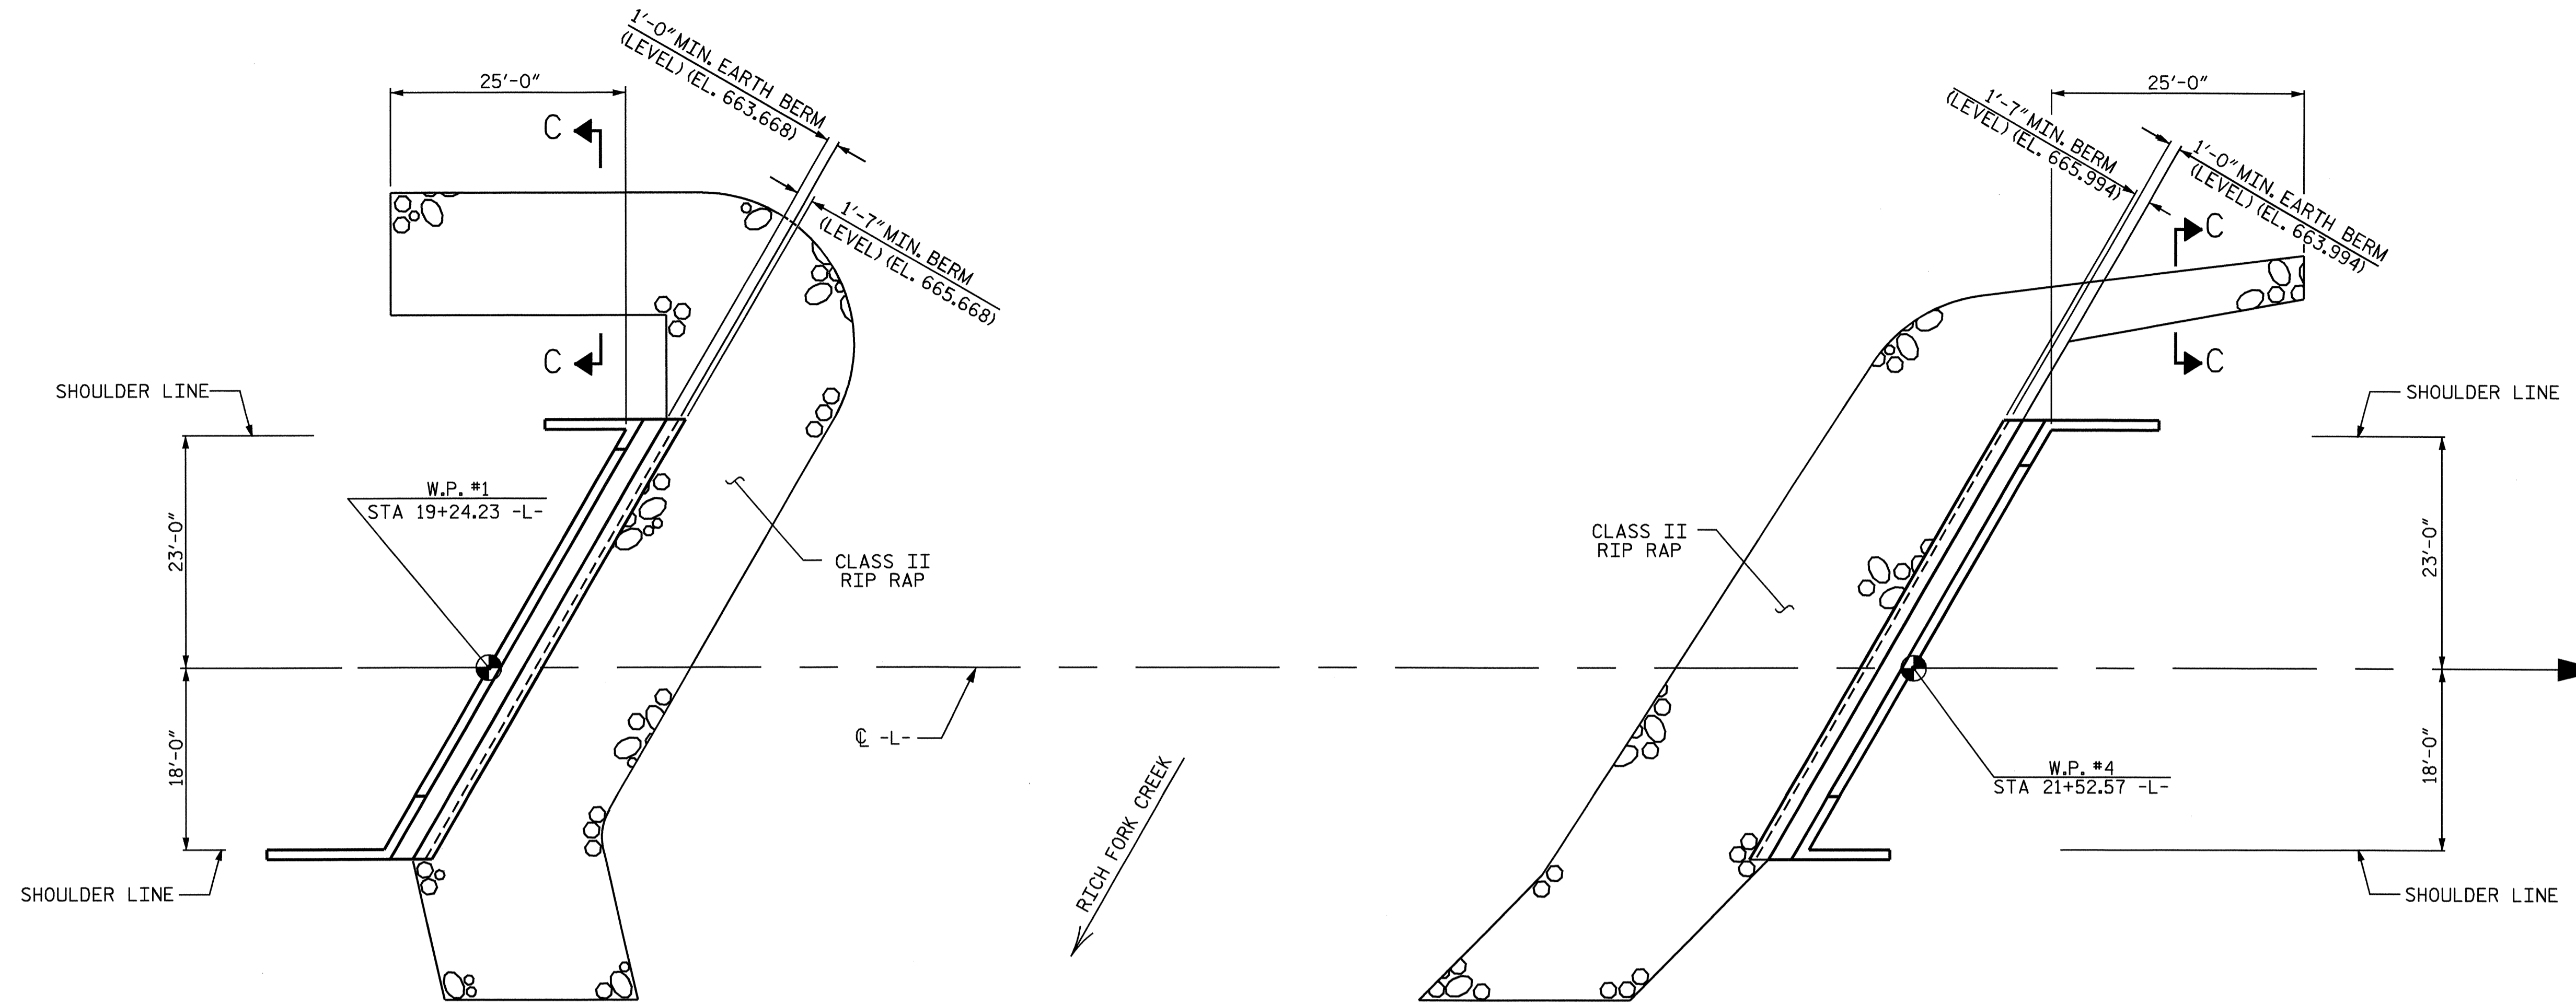 1'-0" MIN. EARTH BERM
(LEVEL) (EL. 663.668)
25'-0"
C
1'-7" MIN. BERM
(LEVEL) (EL. 665.668)
C
SHOULDER LINE
W.P. #1
STA 19+24.23 -L-
23'-0"
CLASS II
RIP RAP
18'-0"
℄ -L-
SHOULDER LINE
RICH FORK CREEK
25'-0"
1'-7" MIN. BERM
(LEVEL) (EL. 665.994)
1'-0" MIN. EARTH BERM
(LEVEL) (EL. 663.994)
C
C
SHOULDER LINE
CLASS II
RIP RAP
23'-0"
W.P. #4
STA 21+52.57 -L-
18'-0"
SHOULDER LINE